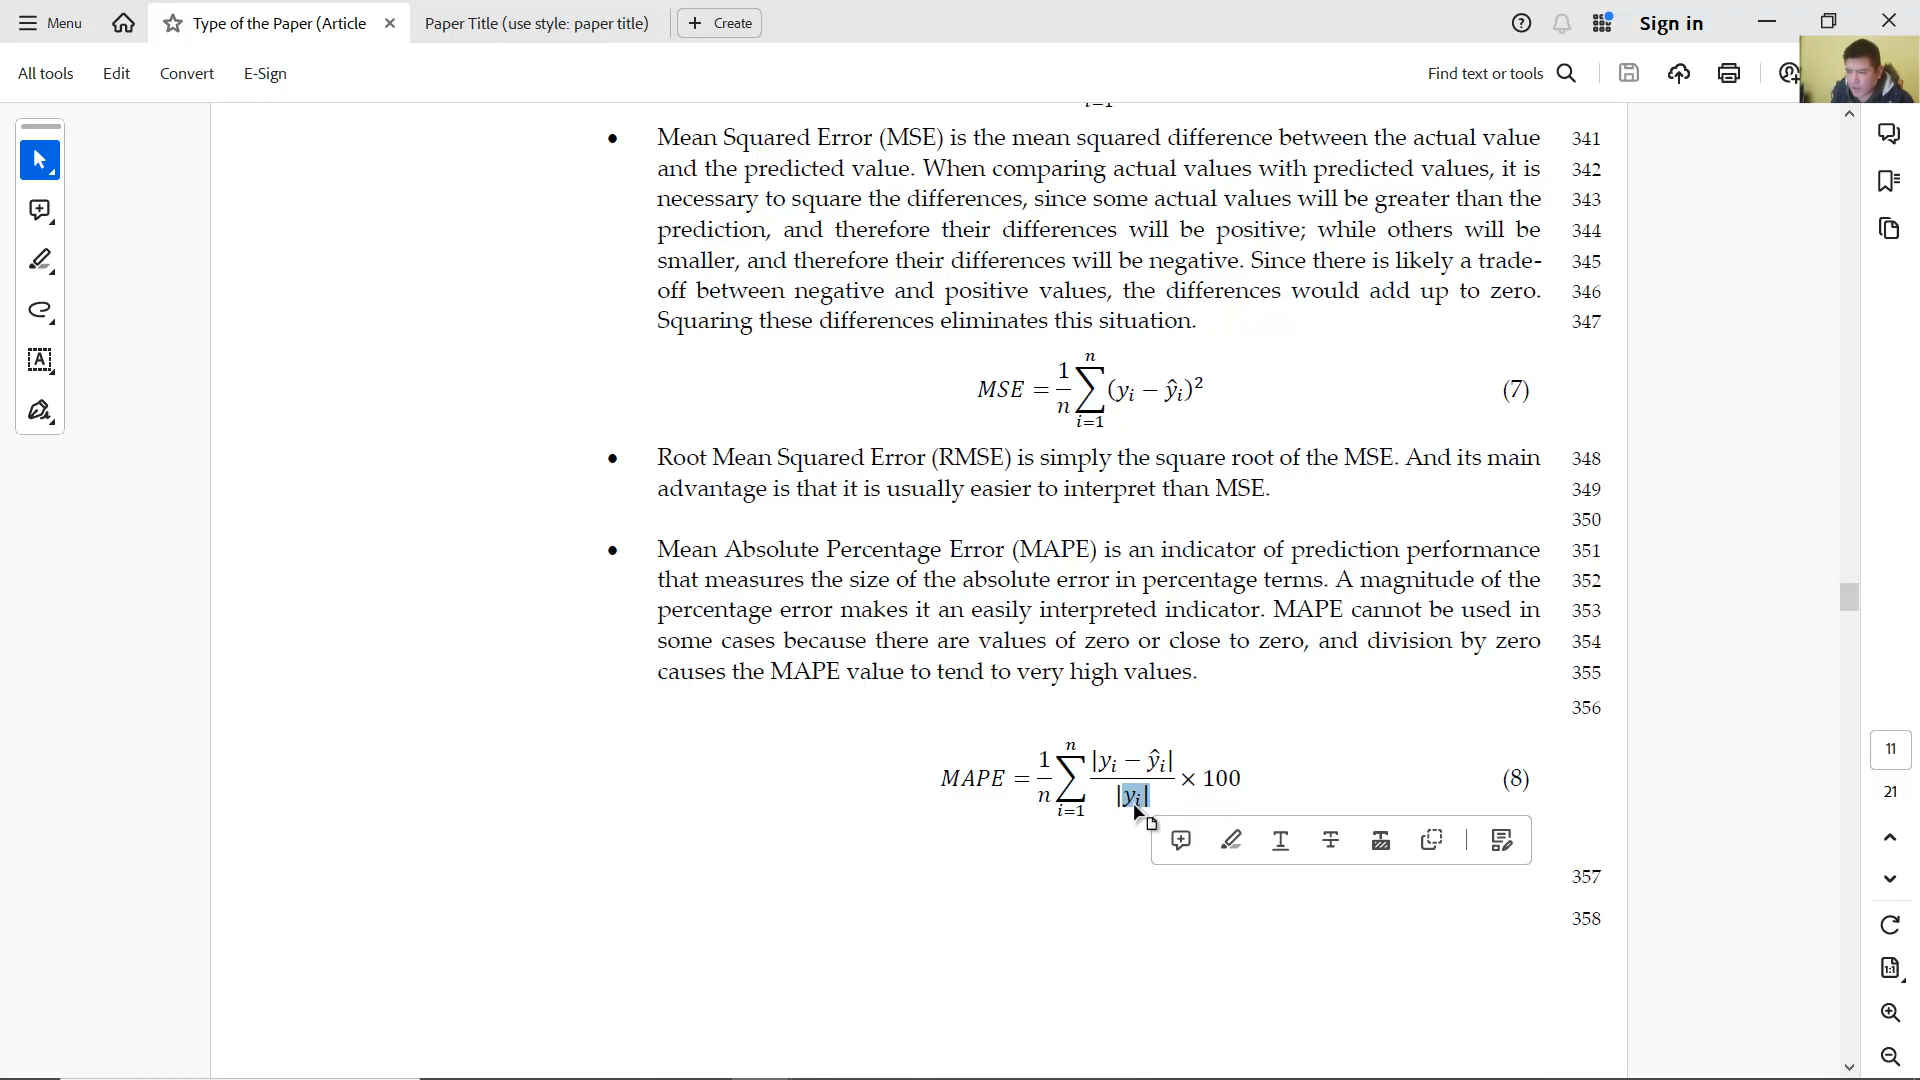 Menu
Type of the Paper (Article
Paper Title (use style: paper title)
Create
Sign in
All tools
Edit
Convert
E-Sign
Find text or tools
i=1
• Mean Squared Error (MSE) is the mean squared difference between the actual value 341
and the predicted value. When comparing actual values with predicted values, it is 342
necessary to square the differences, since some actual values will be greater than the 343
prediction, and therefore their differences will be positive; while others will be 344
smaller, and therefore their differences will be negative. Since there is likely a trade- 345
off between negative and positive values, the differences would add up to zero. 346
Squaring these differences eliminates this situation. 347
MSE = 1/n ∑_{i=1}^{n} (y_i − ŷ_i)² (7)
• Root Mean Squared Error (RMSE) is simply the square root of the MSE. And its main 348
advantage is that it is usually easier to interpret than MSE. 349
350
• Mean Absolute Percentage Error (MAPE) is an indicator of prediction performance 351
that measures the size of the absolute error in percentage terms. A magnitude of the 352
percentage error makes it an easily interpreted indicator. MAPE cannot be used in 353
some cases because there are values of zero or close to zero, and division by zero 354
causes the MAPE value to tend to very high values. 355
356
MAPE = 1/n ∑_{i=1}^{n} |y_i − ŷ_i| / |y_i| × 100 (8)
357
358
11
21